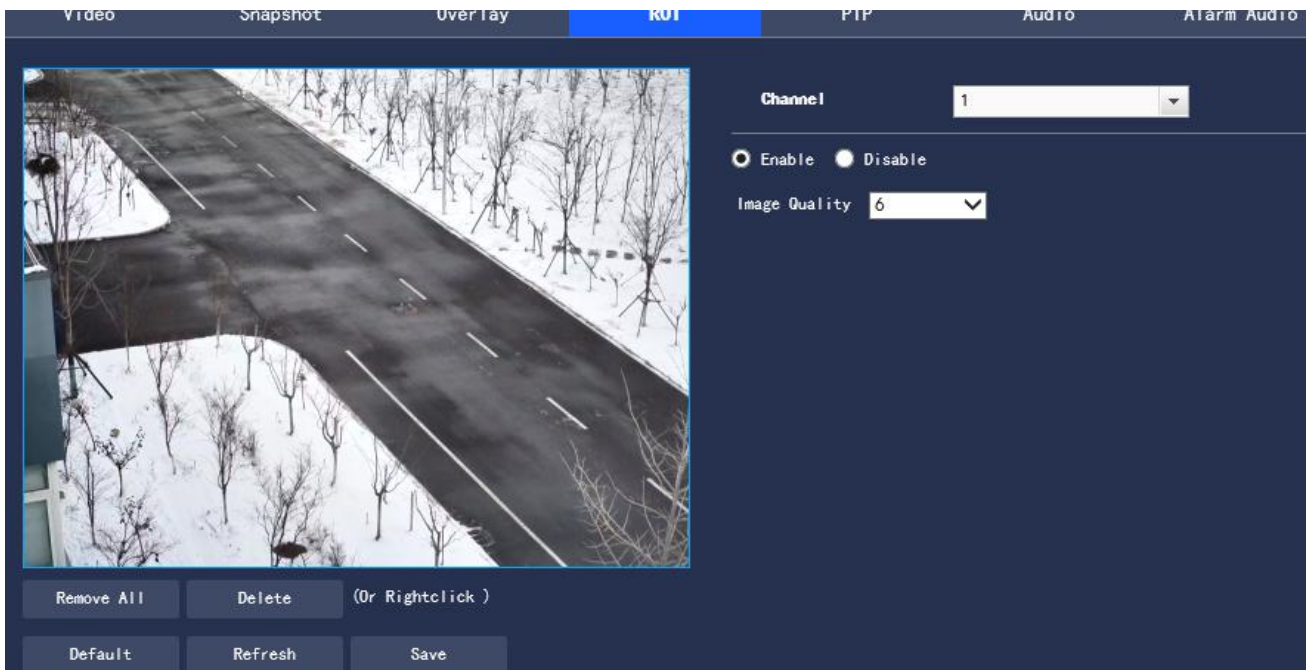 Video Snapshot Overlay ROI PIP Audio Alarm Audio
Channel 1
Enable Disable
Image Quality 6
Remove All Delete (Or Rightclick )
Default Refresh Save